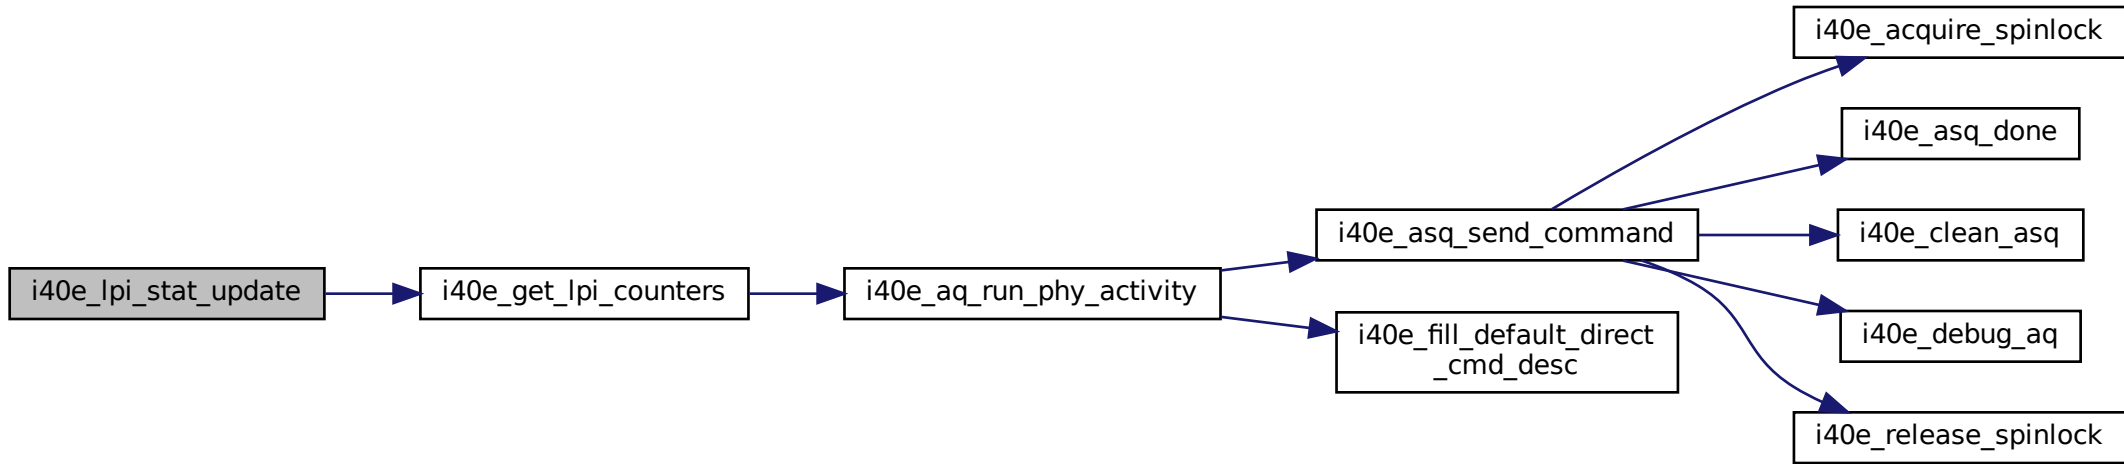 i40e_lpi_stat_update
i40e_get_lpi_counters
i40e_aq_run_phy_activity
i40e_asq_send_command
i40e_fill_default_direct
_cmd_desc
i40e_acquire_spinlock
i40e_asq_done
i40e_clean_asq
i40e_debug_aq
i40e_release_spinlock